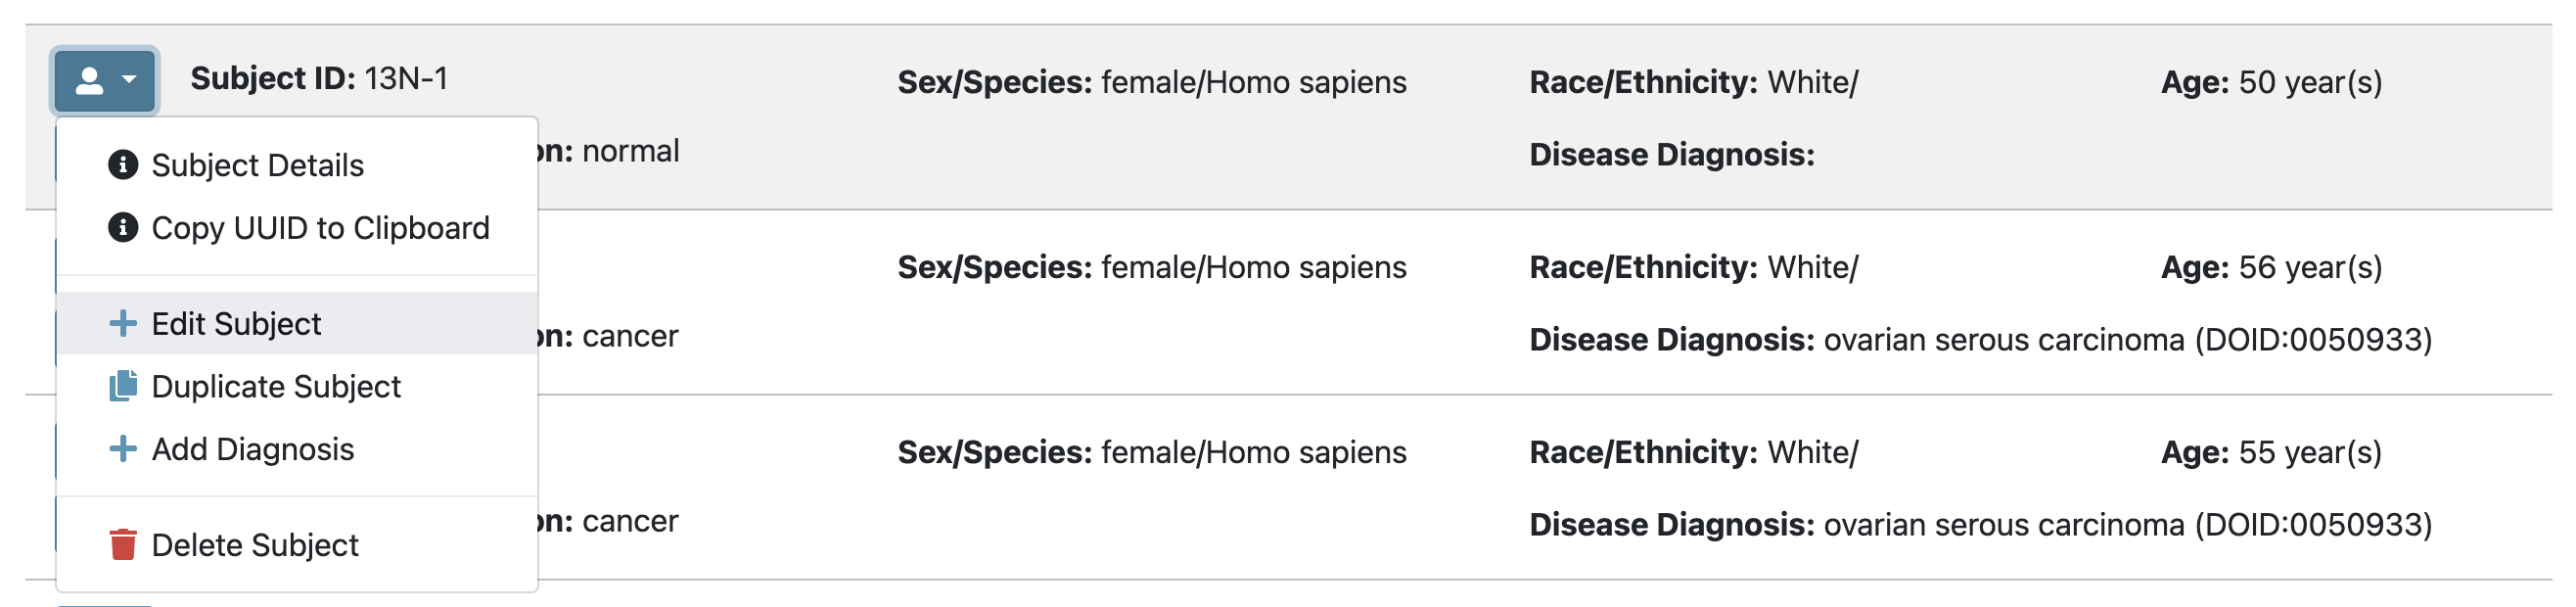 Subject ID: 13N-1 Sex/Species: female/Homo sapiens Race/Ethnicity: White/ Age: 50 year(s)
normal Disease Diagnosis:
Subject Details
Copy UUID to Clipboard
Sex/Species: female/Homo sapiens Race/Ethnicity: White/ Age: 56 year(s)
Edit Subject
cancer Disease Diagnosis: ovarian serous carcinoma (DOID:0050933)
Duplicate Subject
Add Diagnosis
Sex/Species: female/Homo sapiens Race/Ethnicity: White/ Age: 55 year(s)
cancer Disease Diagnosis: ovarian serous carcinoma (DOID:0050933)
Delete Subject